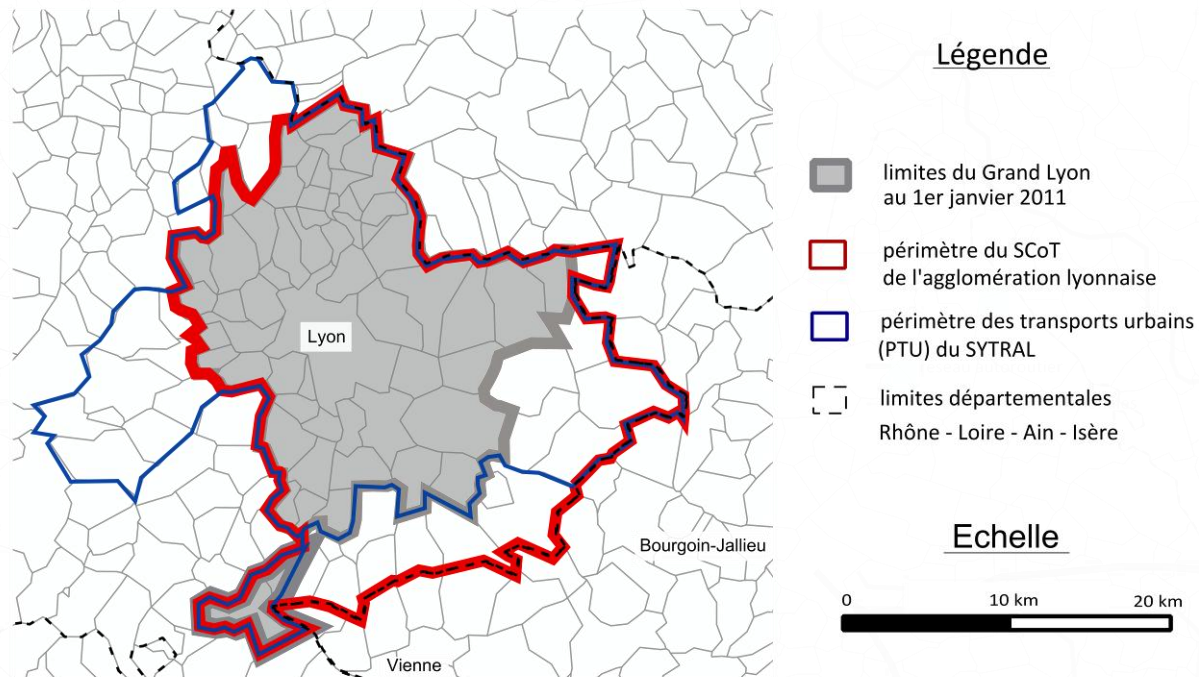 Légende
limites du Grand Lyon
au 1er janvier 2011
périmètre du SCoT
de l'agglomération lyonnaise
périmètre des transports urbains
(PTU) du SYTRAL
limites départementales
Rhône - Loire - Ain - Isère
Echelle
0 10 km 20 km
Lyon
Bourgoin-Jallieu
Vienne